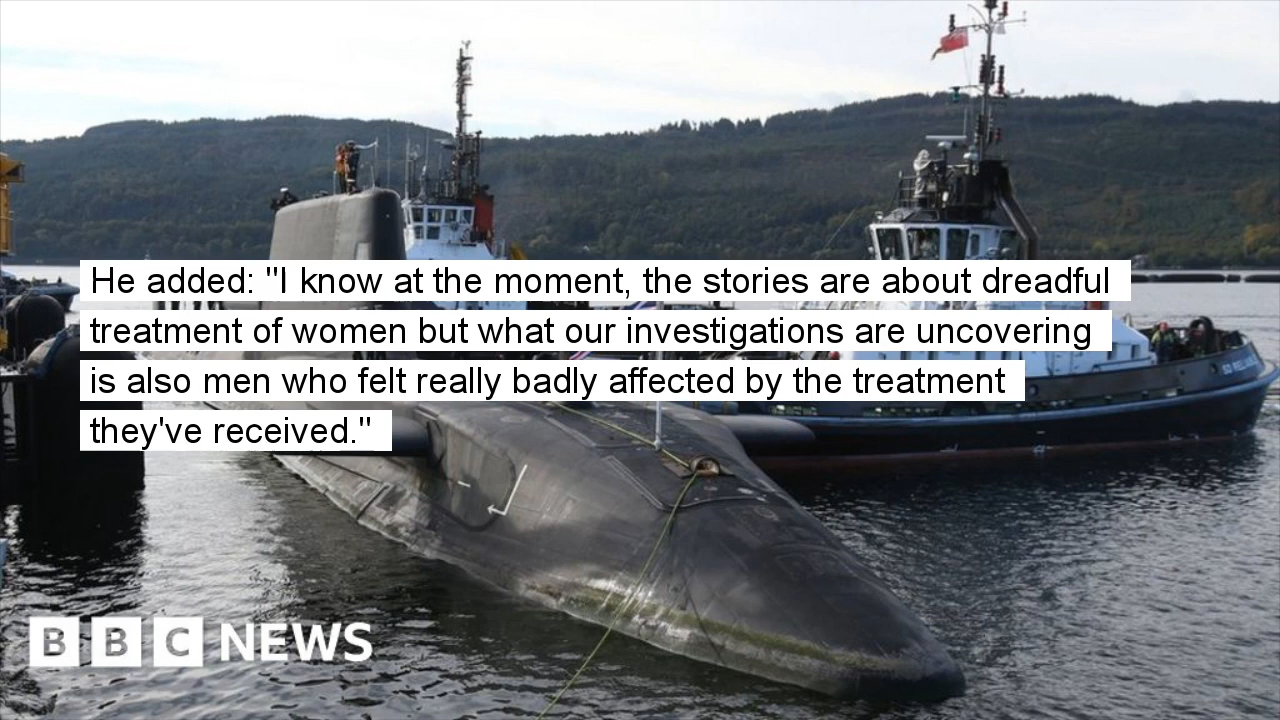 He added: "I know at the moment, the stories are about dreadful
treatment of women but what our investigations are uncovering
is also men who felt really badly affected by the treatment
they've received."
BBC NEWS